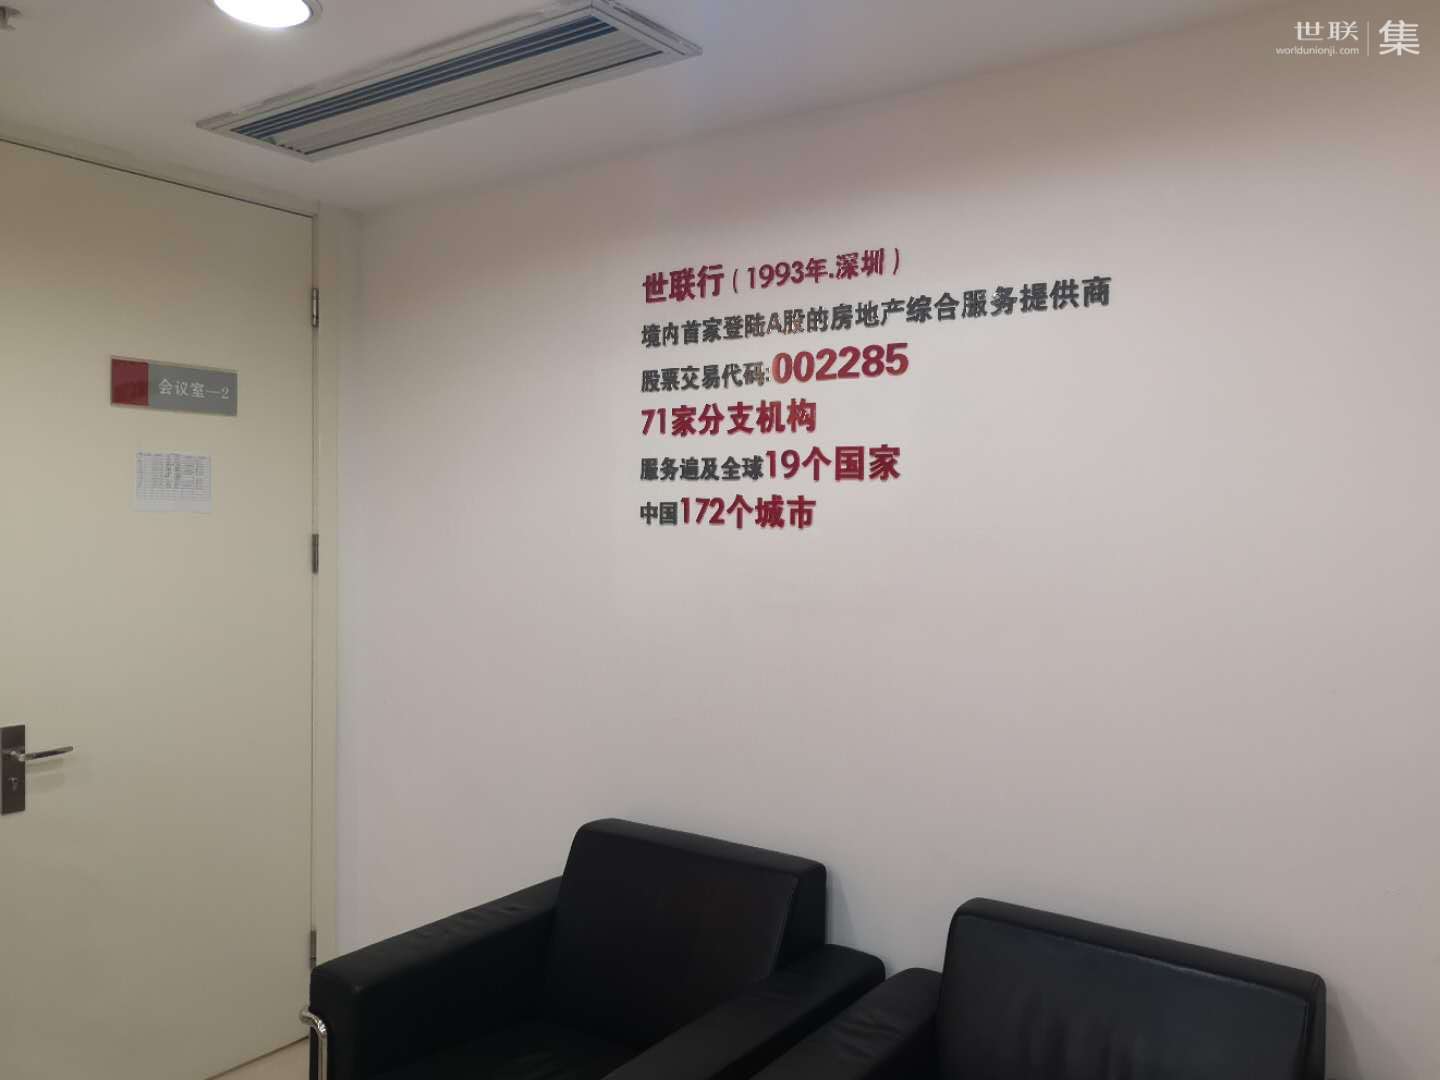 世联 集
worldunionji.com
世联行（1993年.深圳）
境内首家登陆A股的房地产综合服务提供商
股票交易代码:002285
71家分支机构
服务遍及全球19个国家
中国172个城市
会议室—2